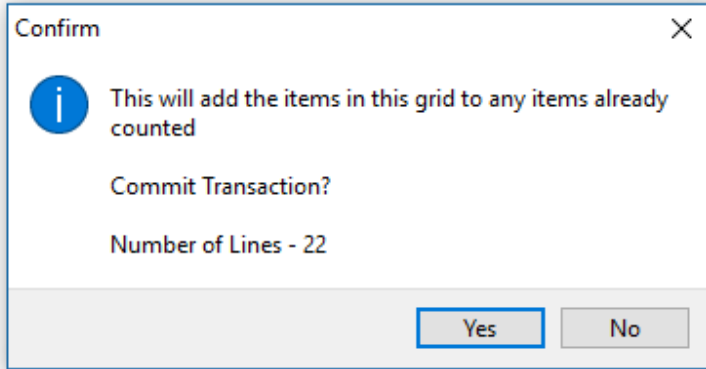 Confirm
This will add the items in this grid to any items already
counted
Commit Transaction?
Number of Lines - 22
Yes
No